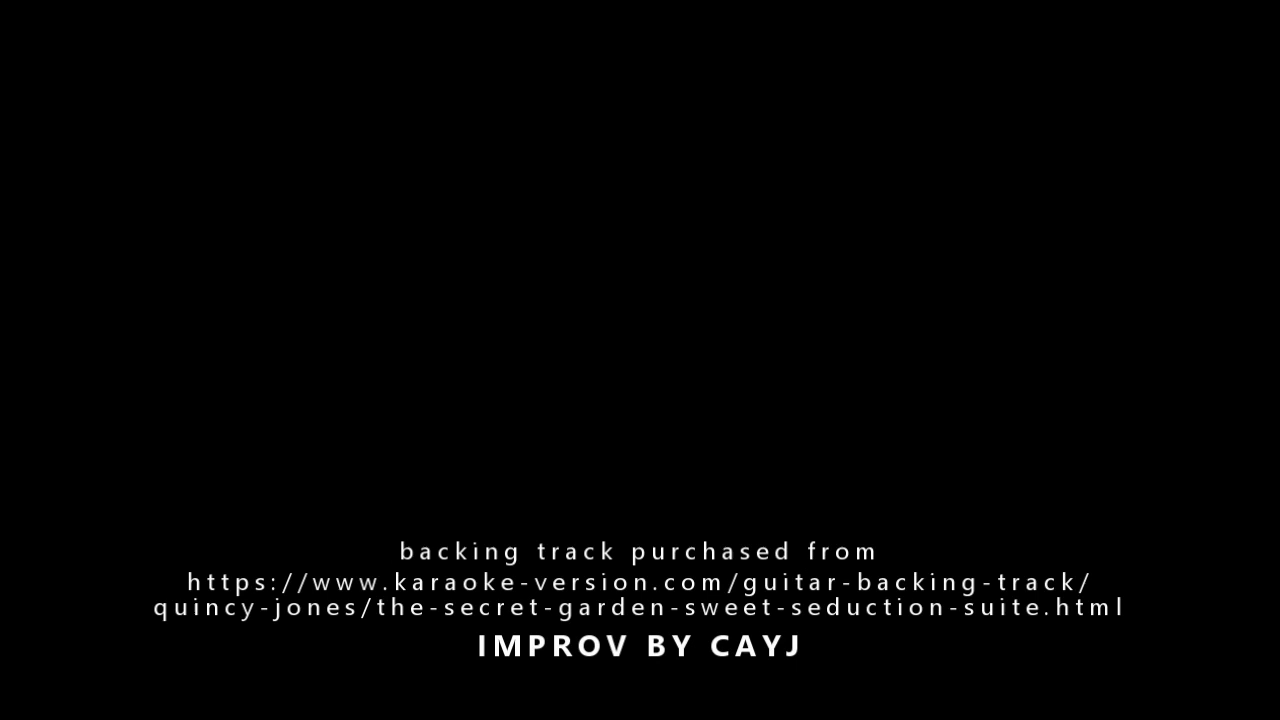 backing track purchased from
https://www.karaoke-version.com/guitar-backing-track/
quincy-jones/the-secret-garden-sweet-seduction-suite.html
IMPROV BY CAYJ